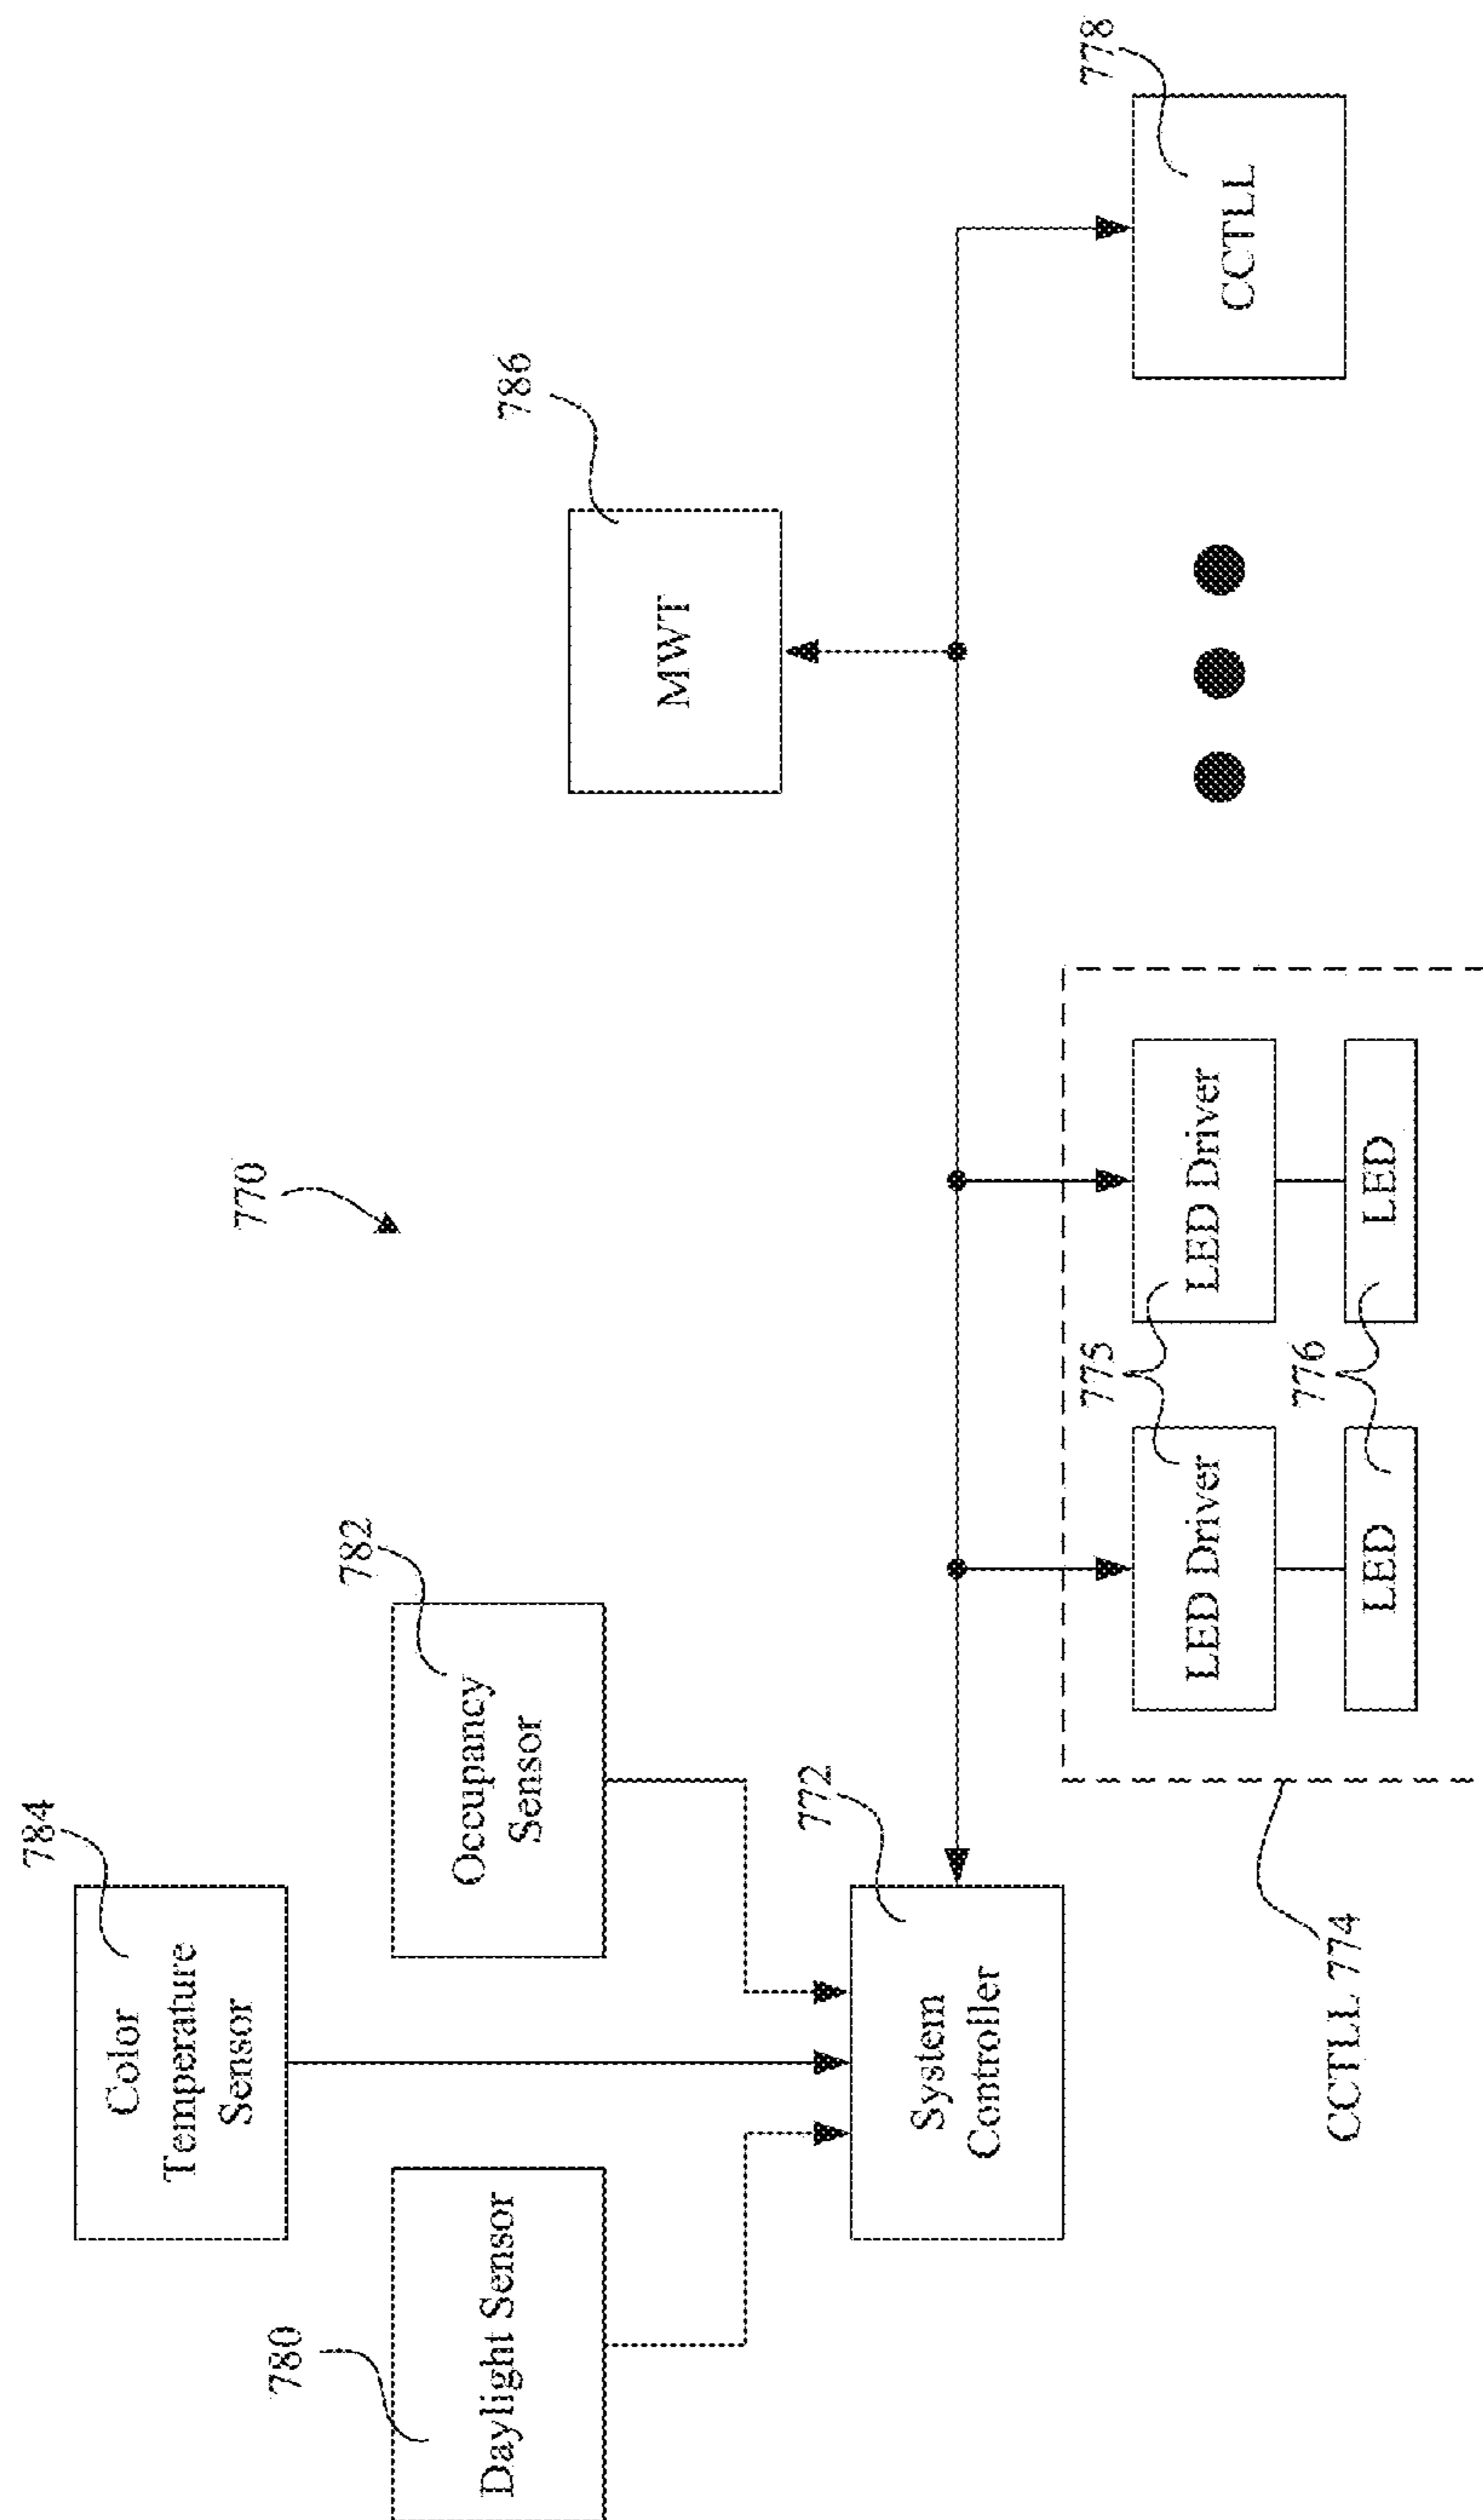 784
Color
Temperature
Sensor
780
Daylight Sensor
782
Occupancy
Sensor
770
786
MWT
772
System
Controller
778
CCTLL
775
LED Driver
LED Driver
776
LED
LED
CCTLL 774